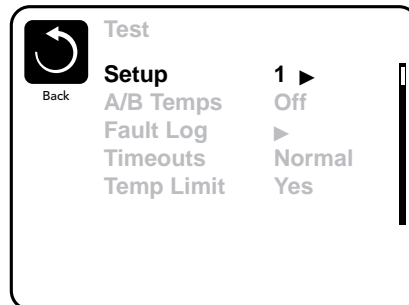 Test
Back
Setup 1 ▶
A/B Temps Off
Fault Log ▶
Timeouts Normal
Temp Limit Yes